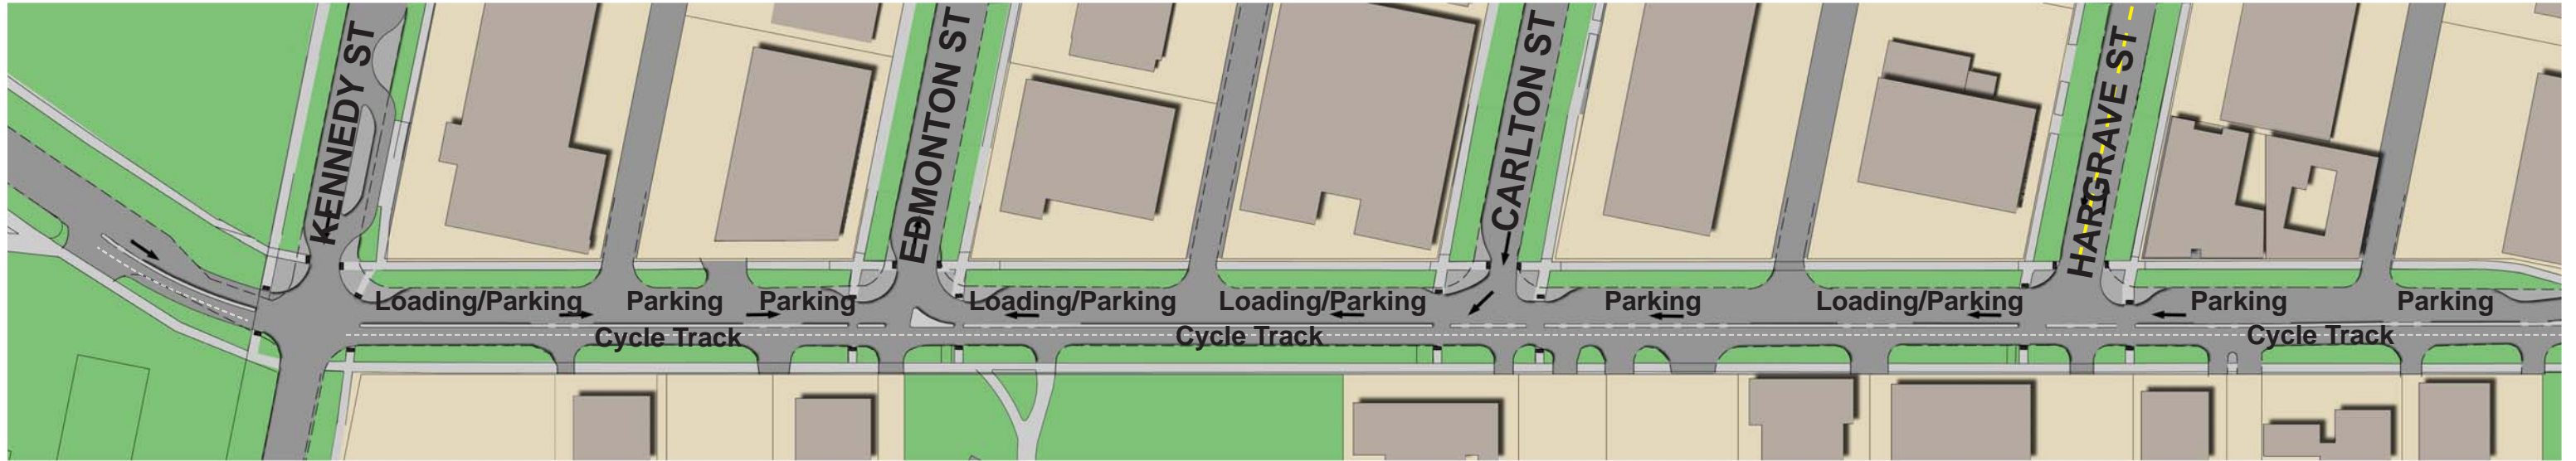 KENNEDY ST
EDMONTON ST
CARLTON ST
HARGRAVE ST
Loading/Parking
Parking
Parking
Loading/Parking
Loading/Parking
Parking
Loading/Parking
Parking
Parking
Cycle Track
Cycle Track
Cycle Track